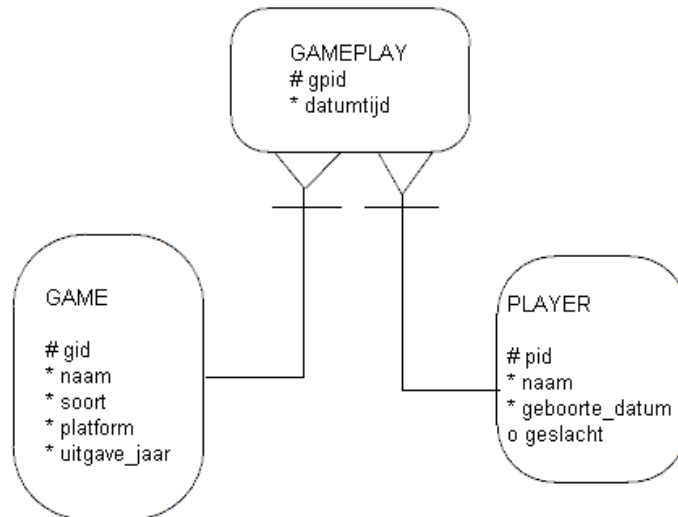 GAMEPLAY
# gpid
* datumtijd
GAME
# gid
* naam
* soort
* platform
* uitgave_jaar
PLAYER
# pid
* naam
* geboorte_datum
o geslacht